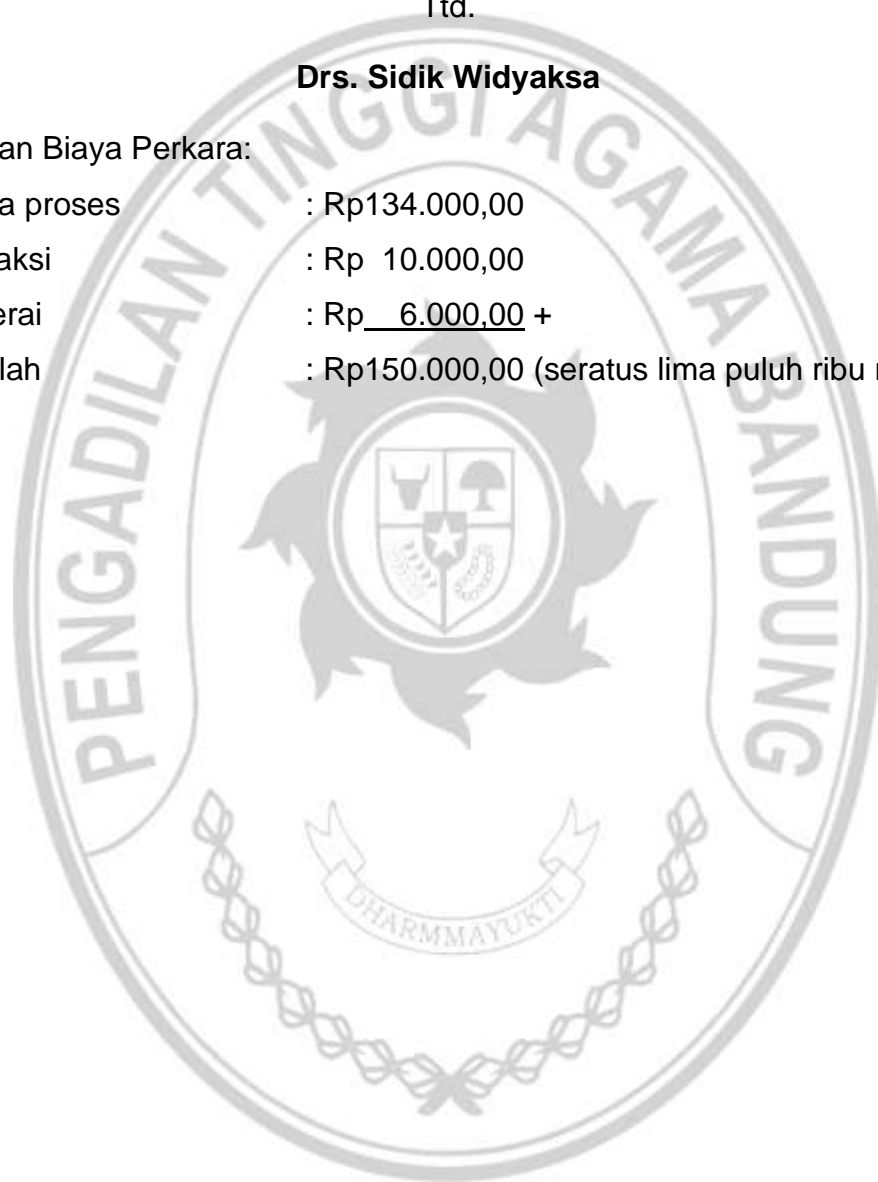 Ttd.
Drs. Sidik Widyaksa
an Biaya Perkara:
a proses : Rp134.000,00
aksi : Rp 10.000,00
erai : Rp 6.000,00 +
lah : Rp150.000,00 (seratus lima puluh ribu r
PENGADILAN TINGGI AGAMA BANDUNG
DHARMMAYUKTI